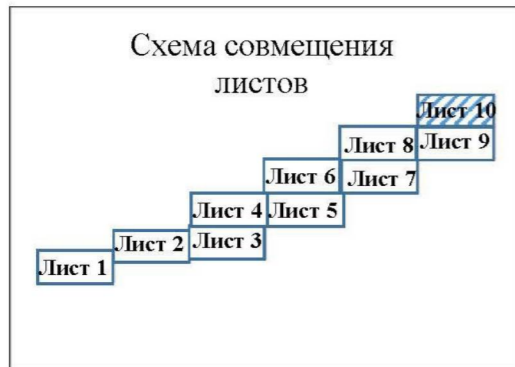 Схема совмещения
листов
Лист 10
Лист 8 Лист 9
Лист 6 Лист 7
Лист 4 Лист 5
Лист 2 Лист 3
Лист 1